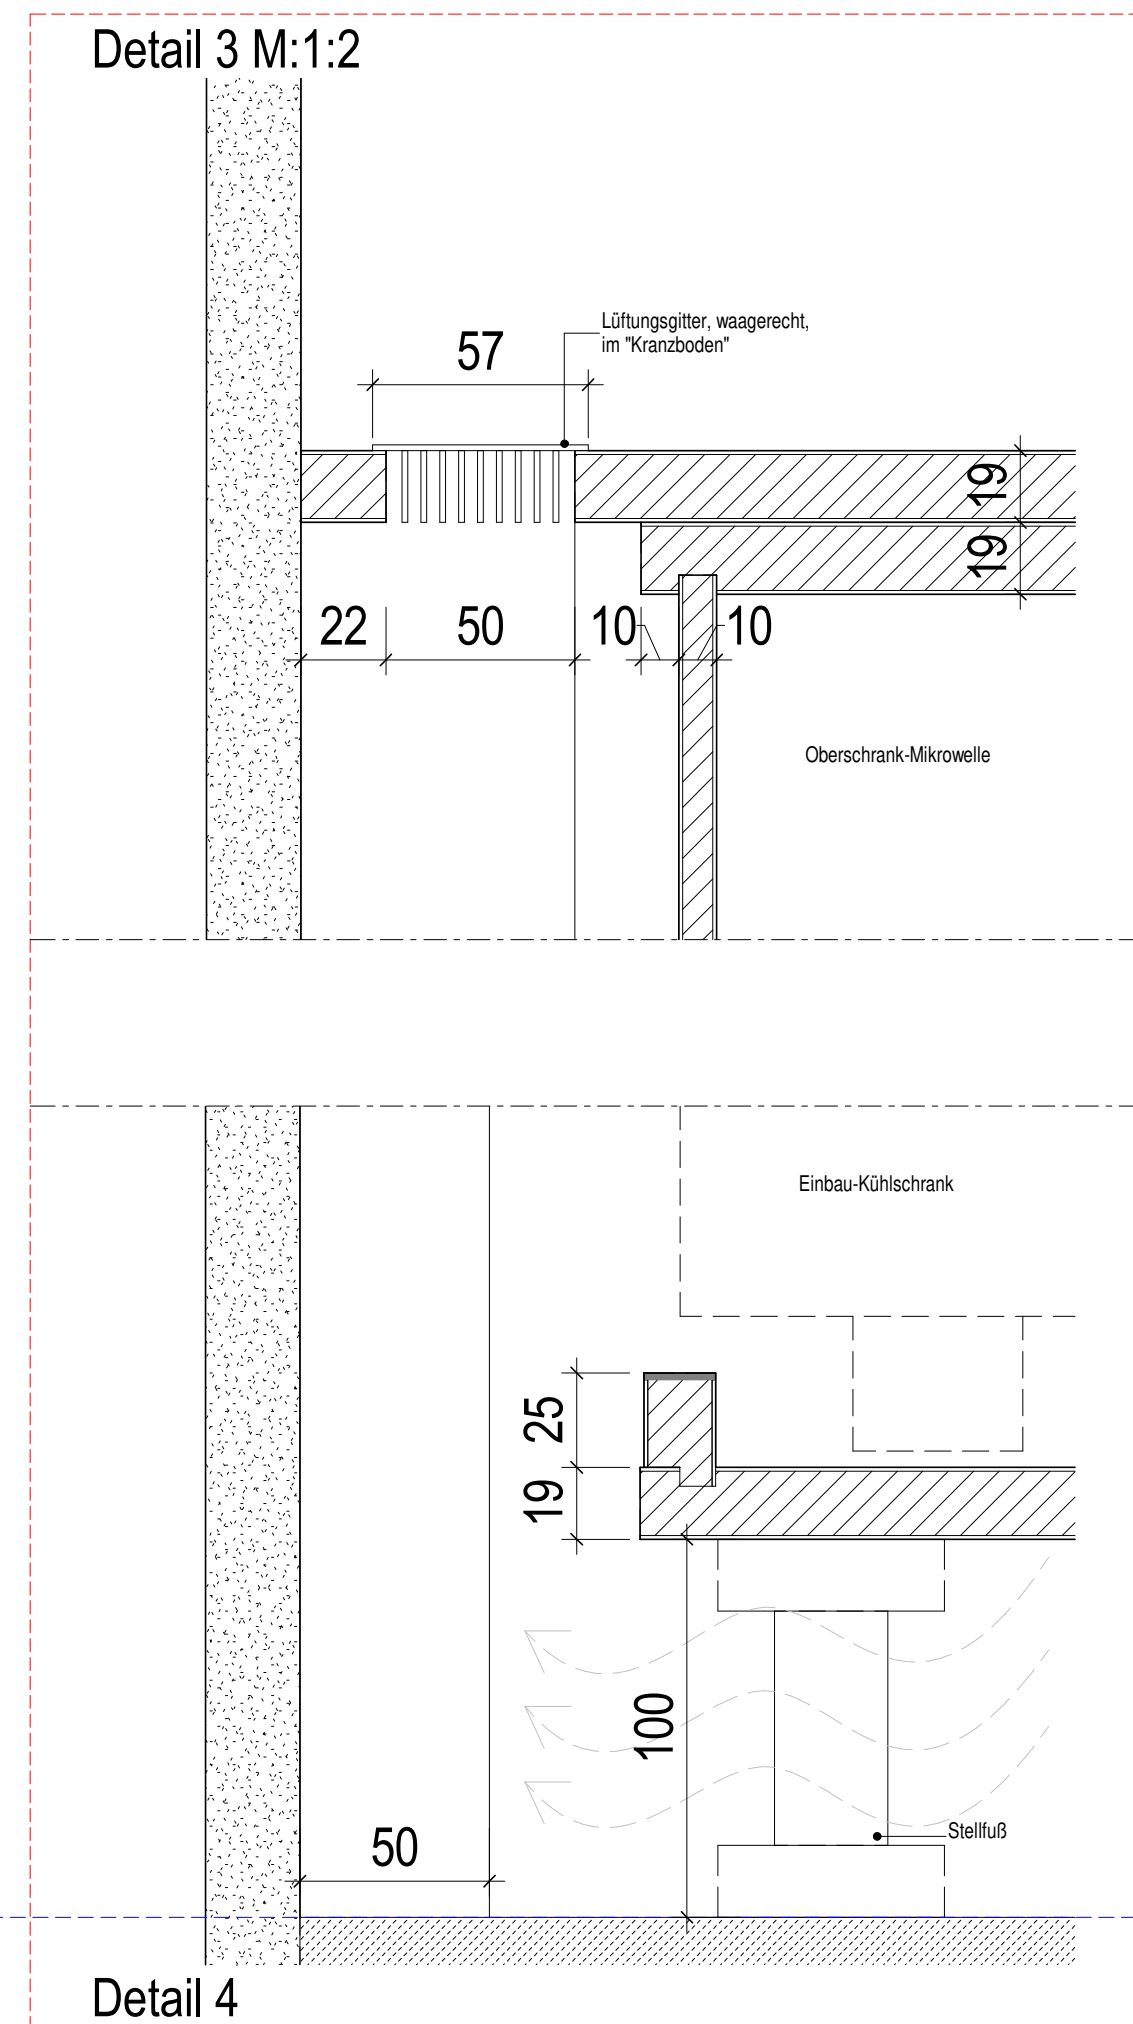 Detail 3 M:1:2
Lüftungsgitter, waagerecht,
im "Kranzboden"
57
19
19
22
50
10
10
Oberschrank-Mikrowelle
Einbau-Kühlschrank
25
19
100
Stellfuß
50
Detail 4